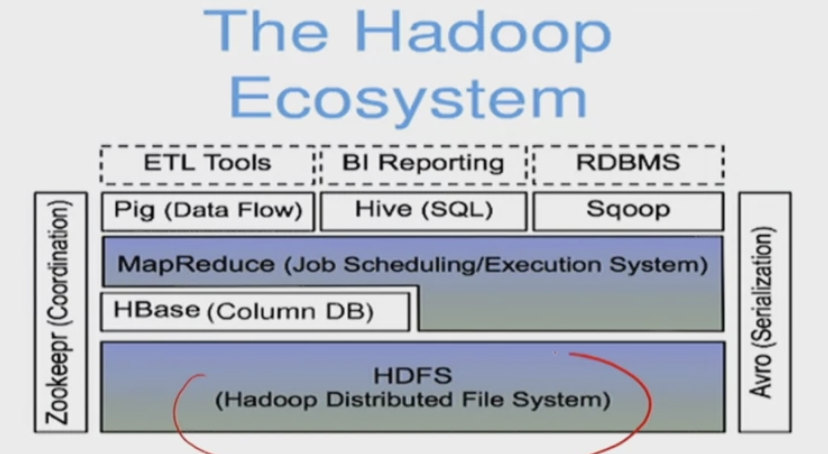 The Hadoop
Ecosystem
ETL Tools
BI Reporting
RDBMS
Pig (Data Flow)
Hive (SQL)
Sqoop
MapReduce (Job Scheduling/Execution System)
HBase (Column DB)
HDFS
(Hadoop Distributed File System)
Zookeepr (Coordination)
Avro (Serialization)